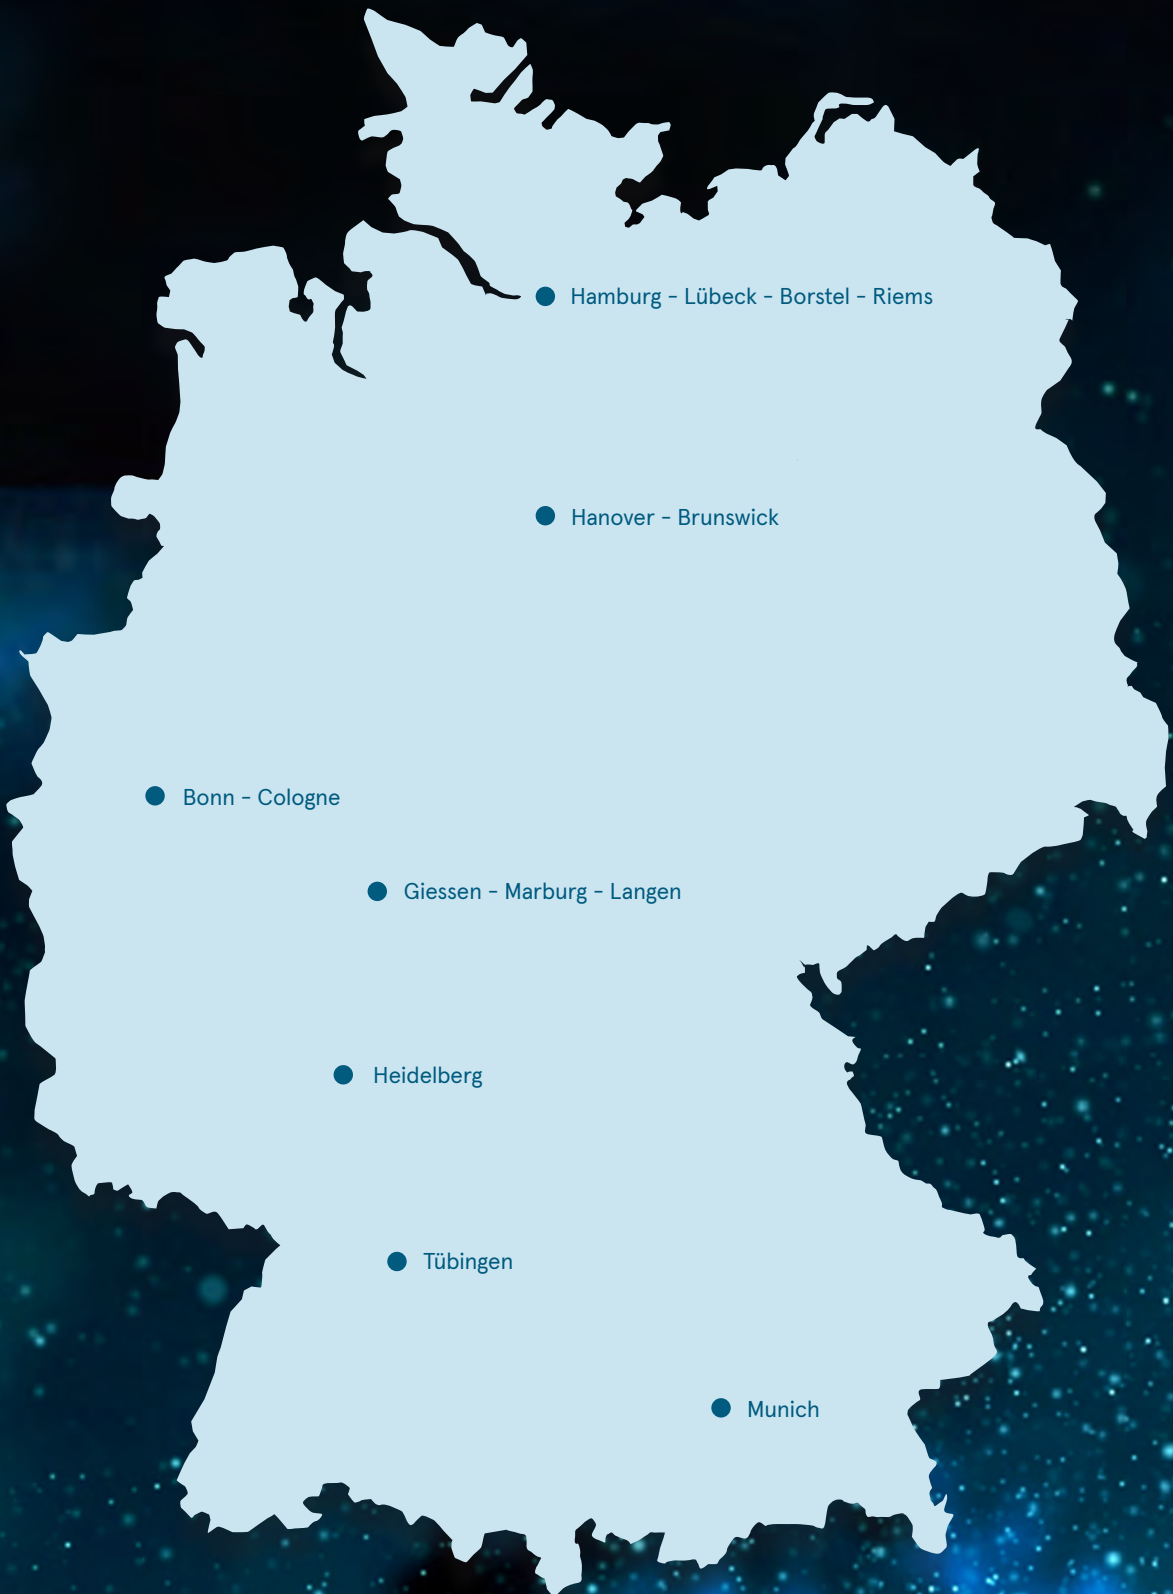 Hamburg - Lübeck - Borstel - Riems
Hanover - Brunswick
Bonn - Cologne
Giessen - Marburg - Langen
Heidelberg
Tübingen
Munich